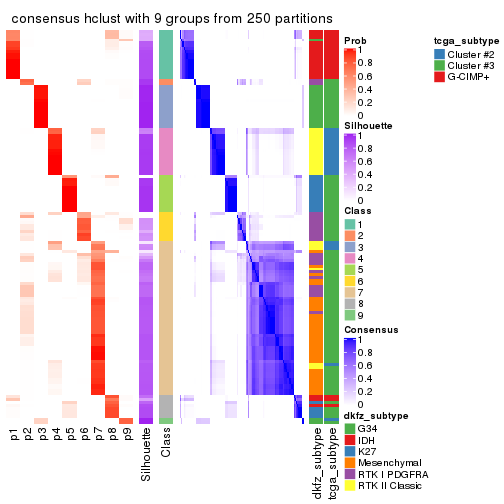 consensus hclust with 9 groups from 250 partitions
Prob
1
0.8
0.6
0.4
0.2
0
Silhouette
1
0.8
0.6
0.4
0.2
0
Class
1
2
3
4
5
6
7
8
9
Consensus
1
0.8
0.6
0.4
0.2
0
dkfz_subtype
G34
IDH
K27
Mesenchymal
RTK I PDGFRA
RTK II Classic
tcga_subtype
Cluster #2
Cluster #3
G-CIMP+
p1
p2
p3
p4
p5
p6
p7
p8
p9
Silhouette
Class
dkfz_subtype
tcga_subtype